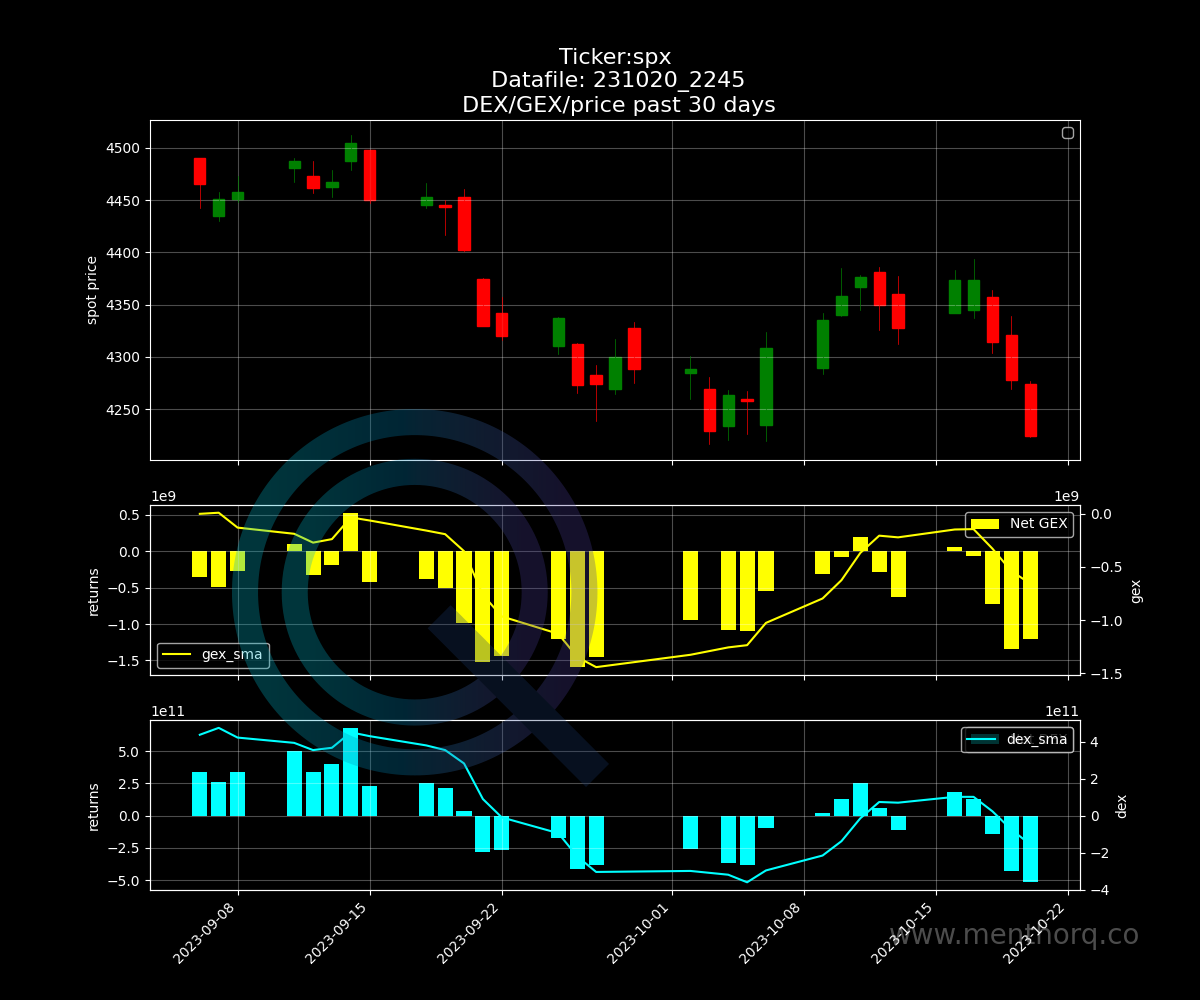 Ticker:spx
Datafile: 231020_2245
DEX/GEX/price past 30 days
4500
4450
4400
4350
4300
4250
spot price
1e9
1e9
0.5
0.0
−0.5
−1.0
−1.5
returns
Net GEX
gex_sma
0.0
−0.5
−1.0
−1.5
gex
1e11
1e11
5.0
2.5
0.0
−2.5
−5.0
returns
dex_sma
4
2
0
−2
−4
dex
2023-09-08
2023-09-15
2023-09-22
2023-10-01
2023-10-08
2023-10-15
2023-10-22
www.menthorq.co